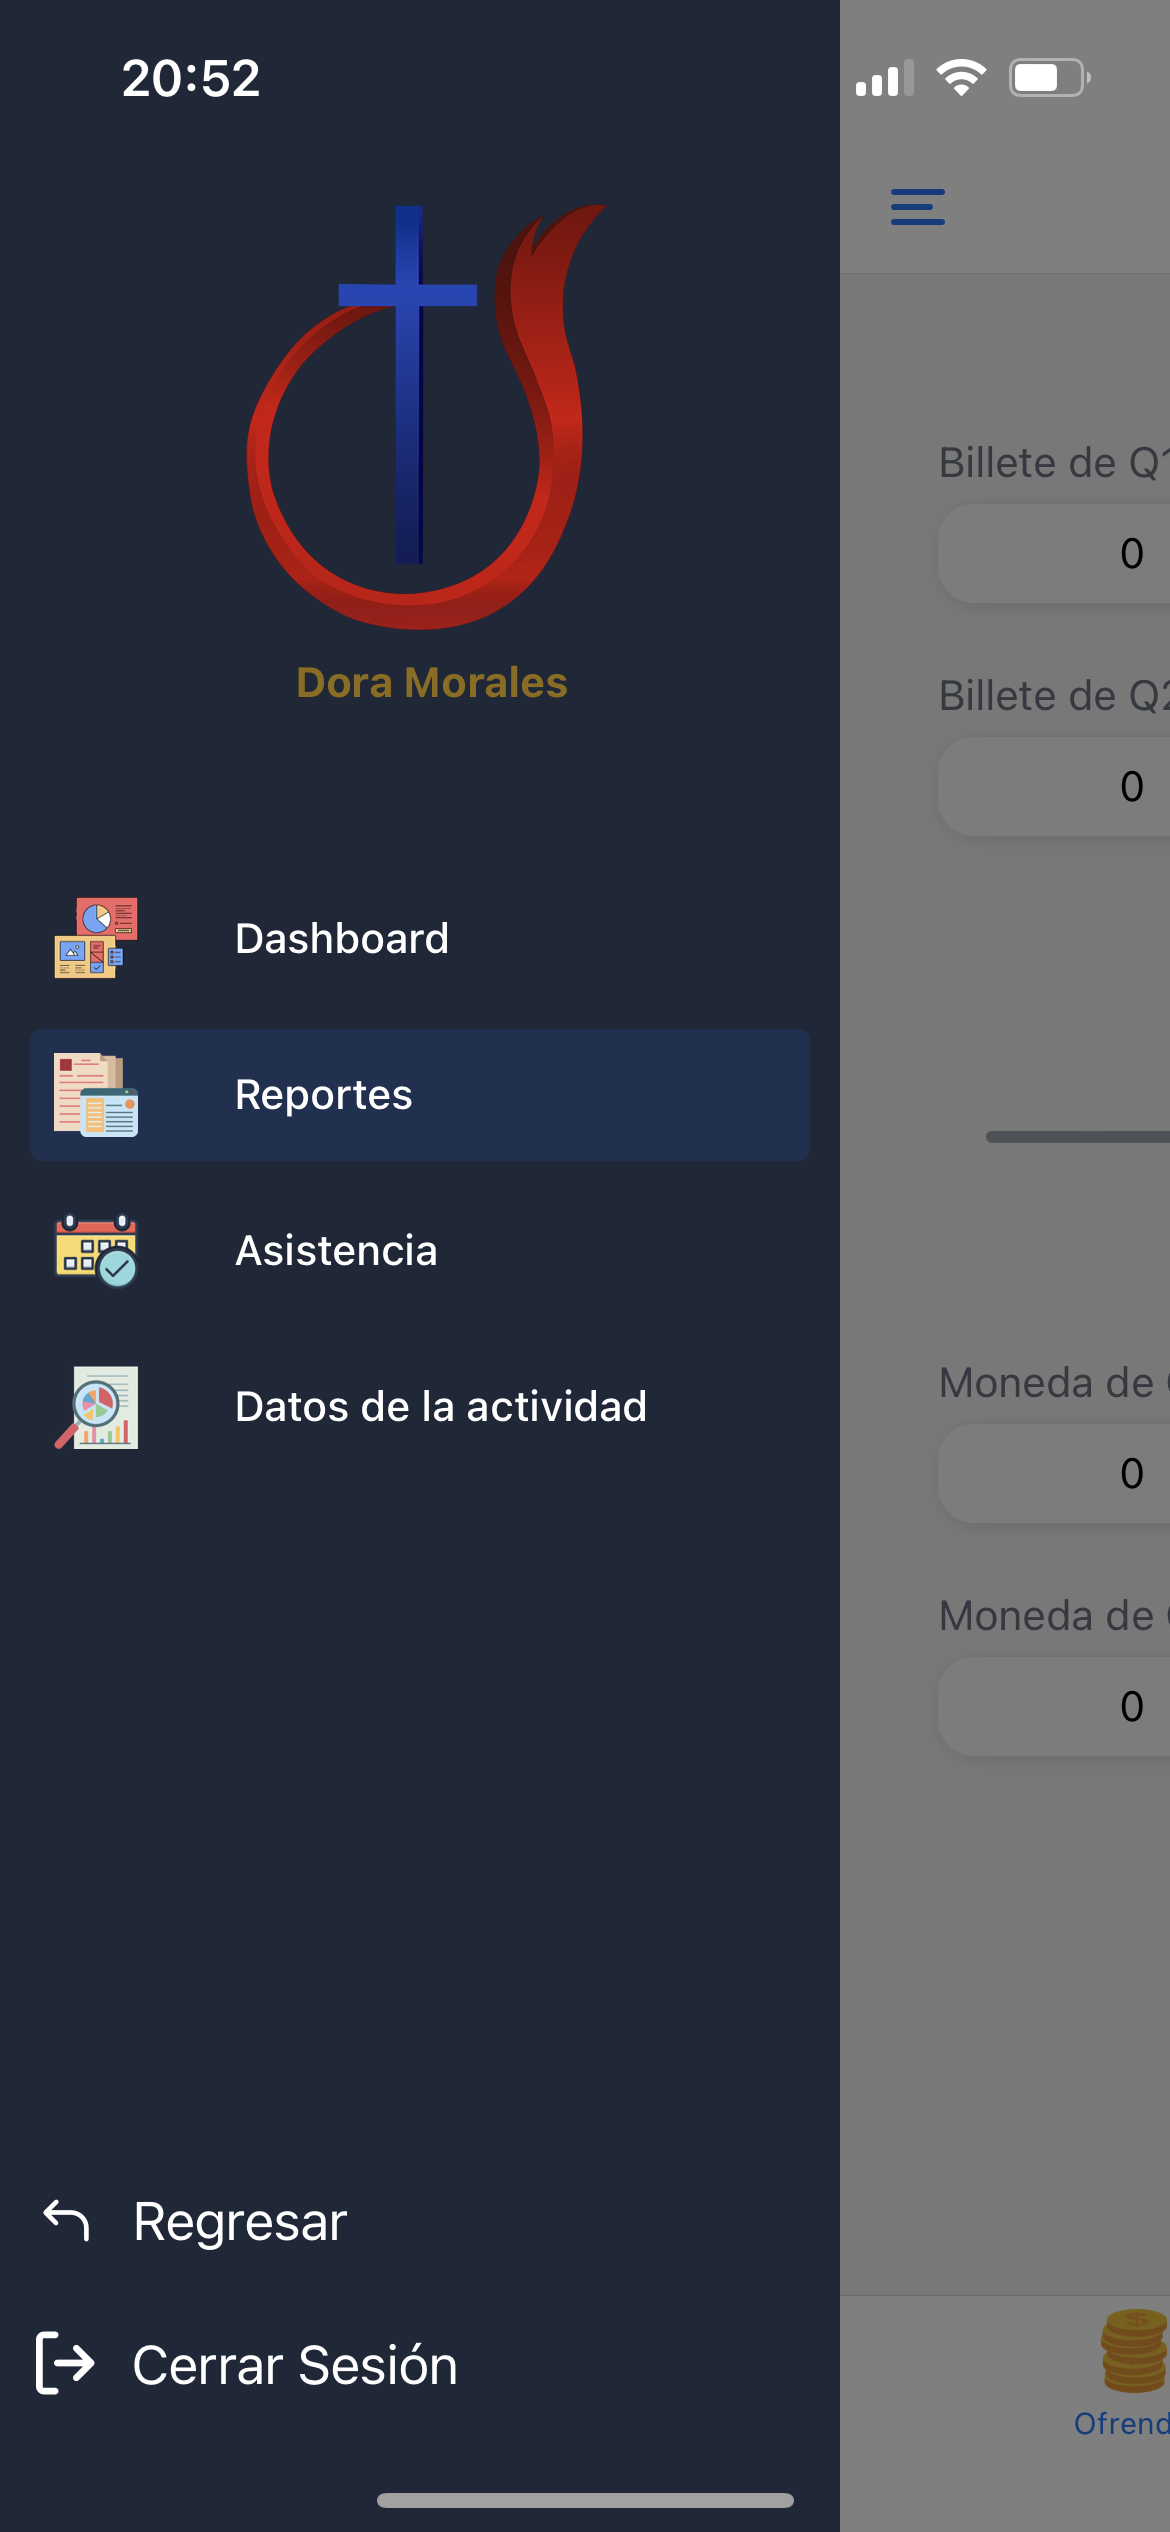 20:52
Dora Morales
Dashboard
Reportes
Asistencia
Datos de la actividad
Regresar
Cerrar Sesión
Billete de Q1
0
Billete de Q2
0
Moneda de
0
Moneda de
0
Ofrend